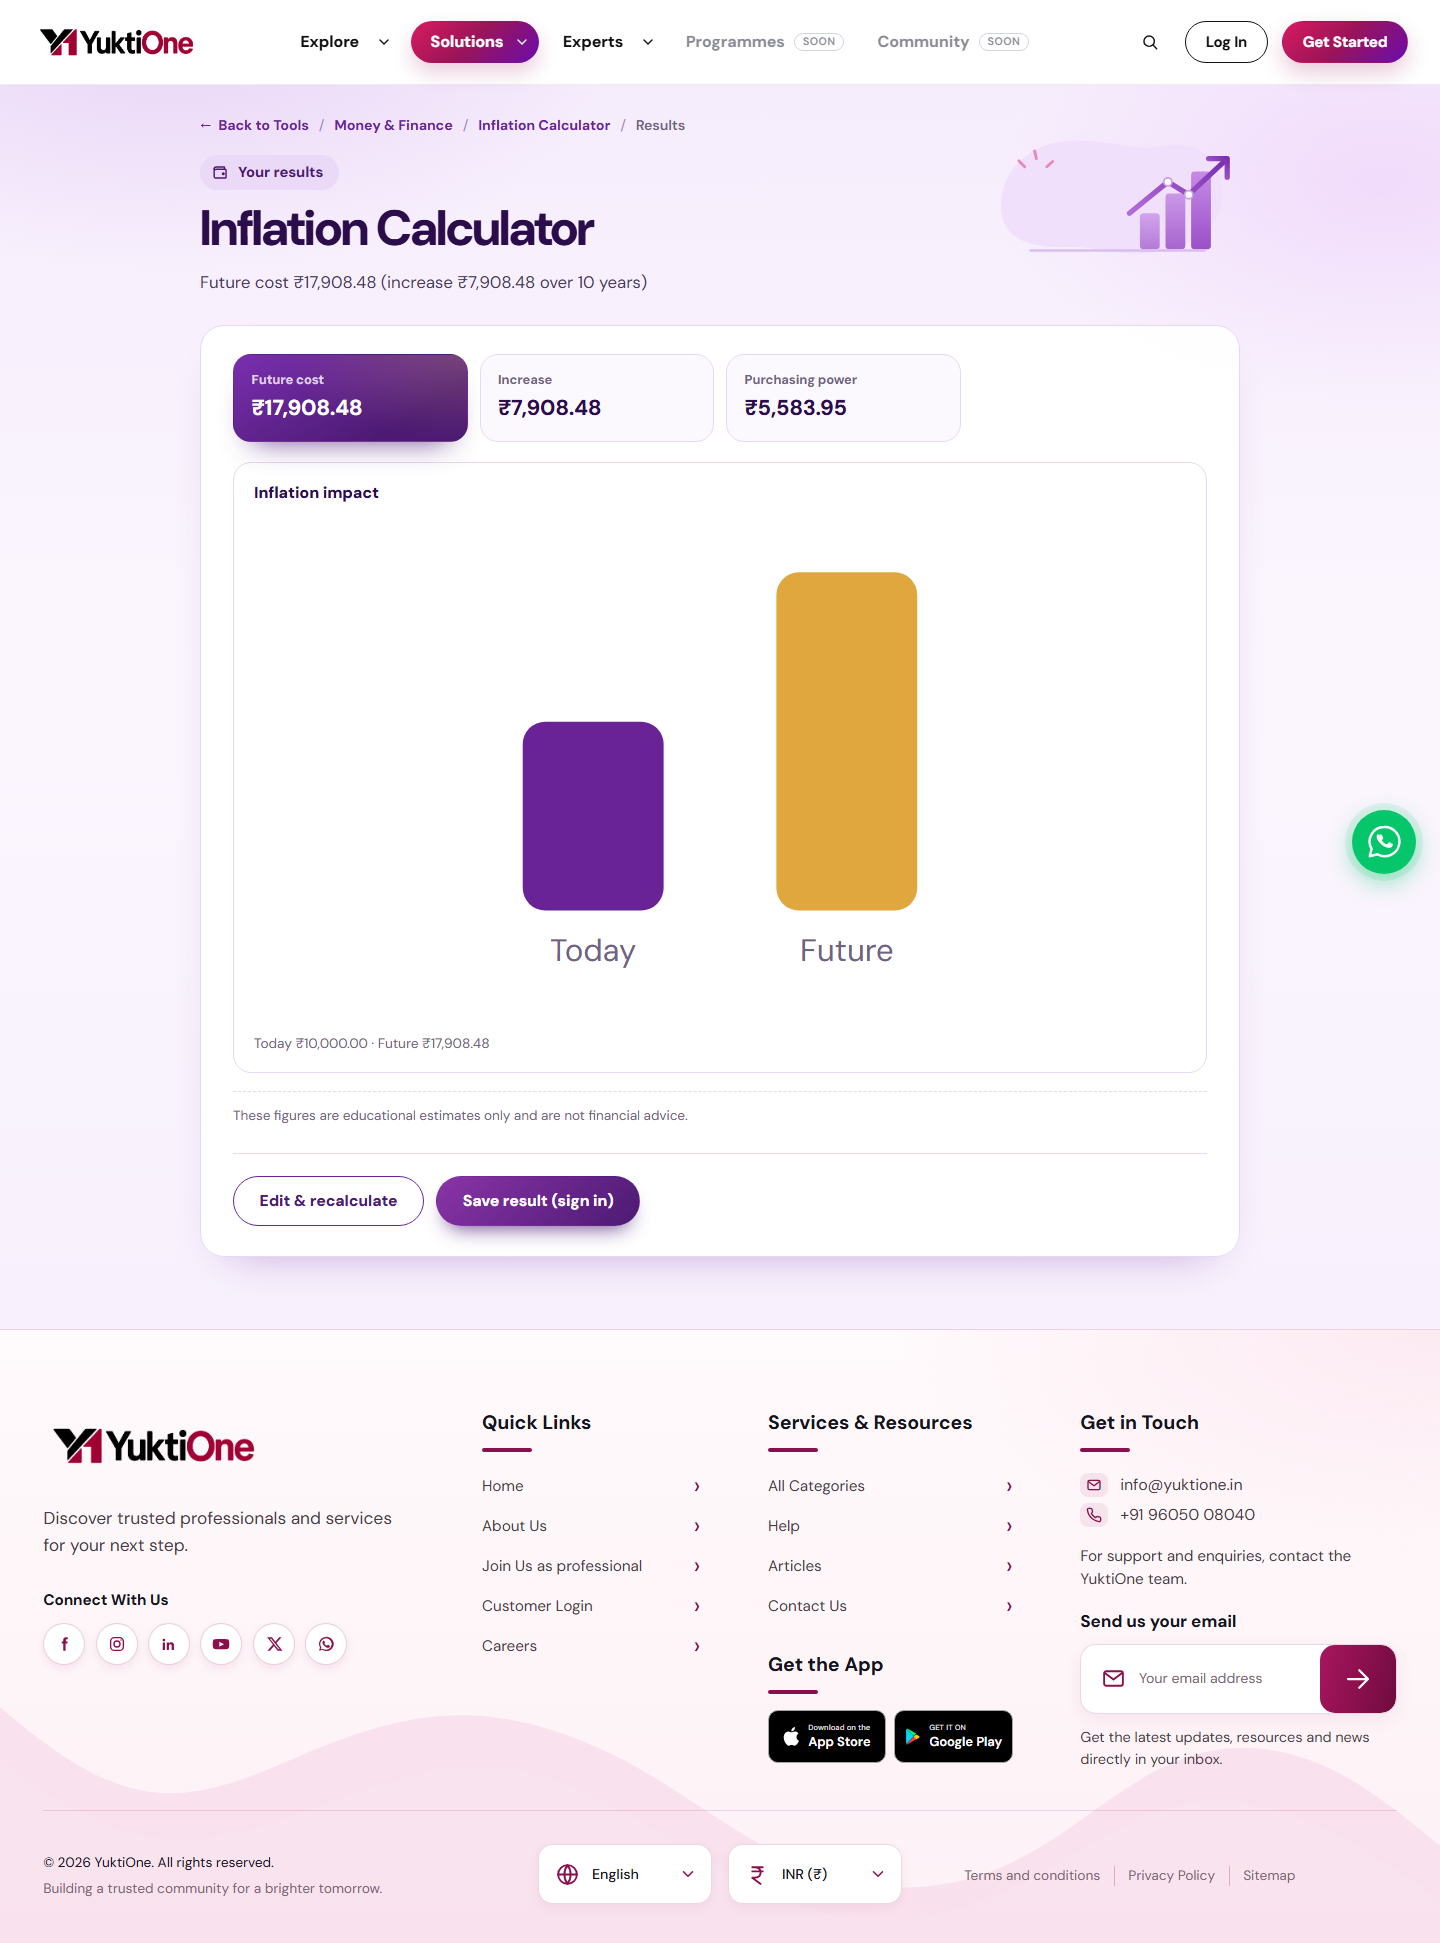 YuktiOne
Explore
Solutions
Experts
Programmes SOON
Community SOON
Log In
Get Started
← Back to Tools / Money & Finance / Inflation Calculator / Results
Your results
Inflation Calculator
Future cost ₹17,908.48 (increase ₹7,908.48 over 10 years)
Future cost
₹17,908.48
Increase
₹7,908.48
Purchasing power
₹5,583.95
Inflation impact
Today
Future
Today ₹10,000.00 · Future ₹17,908.48
These figures are educational estimates only and are not financial advice.
Edit & recalculate
Save result (sign in)
YuktiOne
Discover trusted professionals and services
for your next step.
Connect With Us
Quick Links
Home
About Us
Join Us as professional
Customer Login
Careers
Services & Resources
All Categories
Help
Articles
Contact Us
Get the App
Download on the
App Store
GET IT ON
Google Play
Get in Touch
info@yuktione.in
+91 96050 08040
For support and enquiries, contact the
YuktiOne team.
Send us your email
Your email address
Get the latest updates, resources and news
directly in your inbox.
© 2026 YuktiOne. All rights reserved.
Building a trusted community for a brighter tomorrow.
English
INR (₹)
Terms and conditions
Privacy Policy
Sitemap